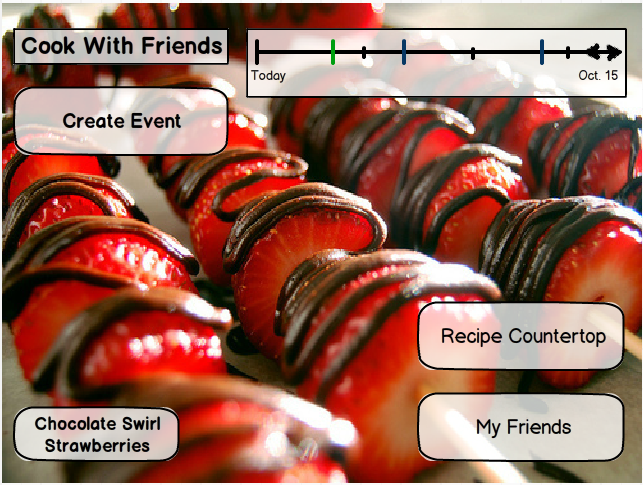 Cook With Friends
Today
Oct. 15
Create Event
Recipe Countertop
My Friends
Chocolate Swirl
Strawberries